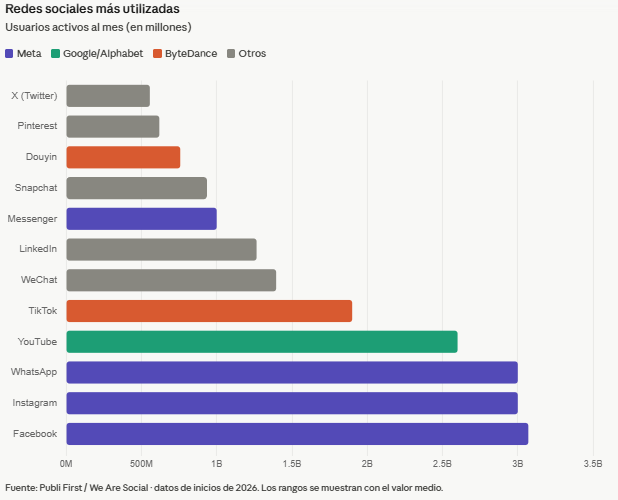 Redes sociales más utilizadas
Usuarios activos al mes (en millones)
Meta Google/Alphabet ByteDance Otros
X (Twitter)
Pinterest
Douyin
Snapchat
Messenger
LinkedIn
WeChat
TikTok
YouTube
WhatsApp
Instagram
Facebook
0M 500M 1B 1.5B 2B 2.5B 3B 3.5B
Fuente: Publi First / We Are Social · datos de inicios de 2026. Los rangos se muestran con el valor medio.